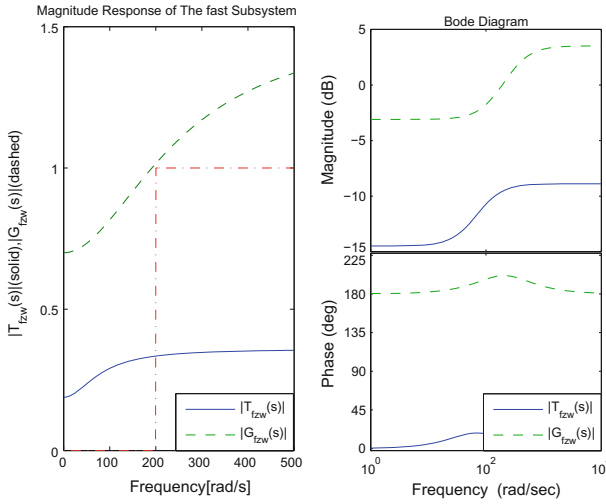 Magnitude Response of The fast Subsystem
|T_fzw(s)|(solid),|G_fzw(s)|(dashed)
1.5
1
0.5
0
0
100
200
300
400
500
Frequency[rad/s]
|T_fzw(s)|
|G_fzw(s)|
Bode Diagram
Magnitude (dB)
5
0
−5
−10
−15
Phase (deg)
225
180
135
90
45
0
10^0
10^2
10
Frequency (rad/sec)
|T_fzw(s)|
|G_fzw(s)|